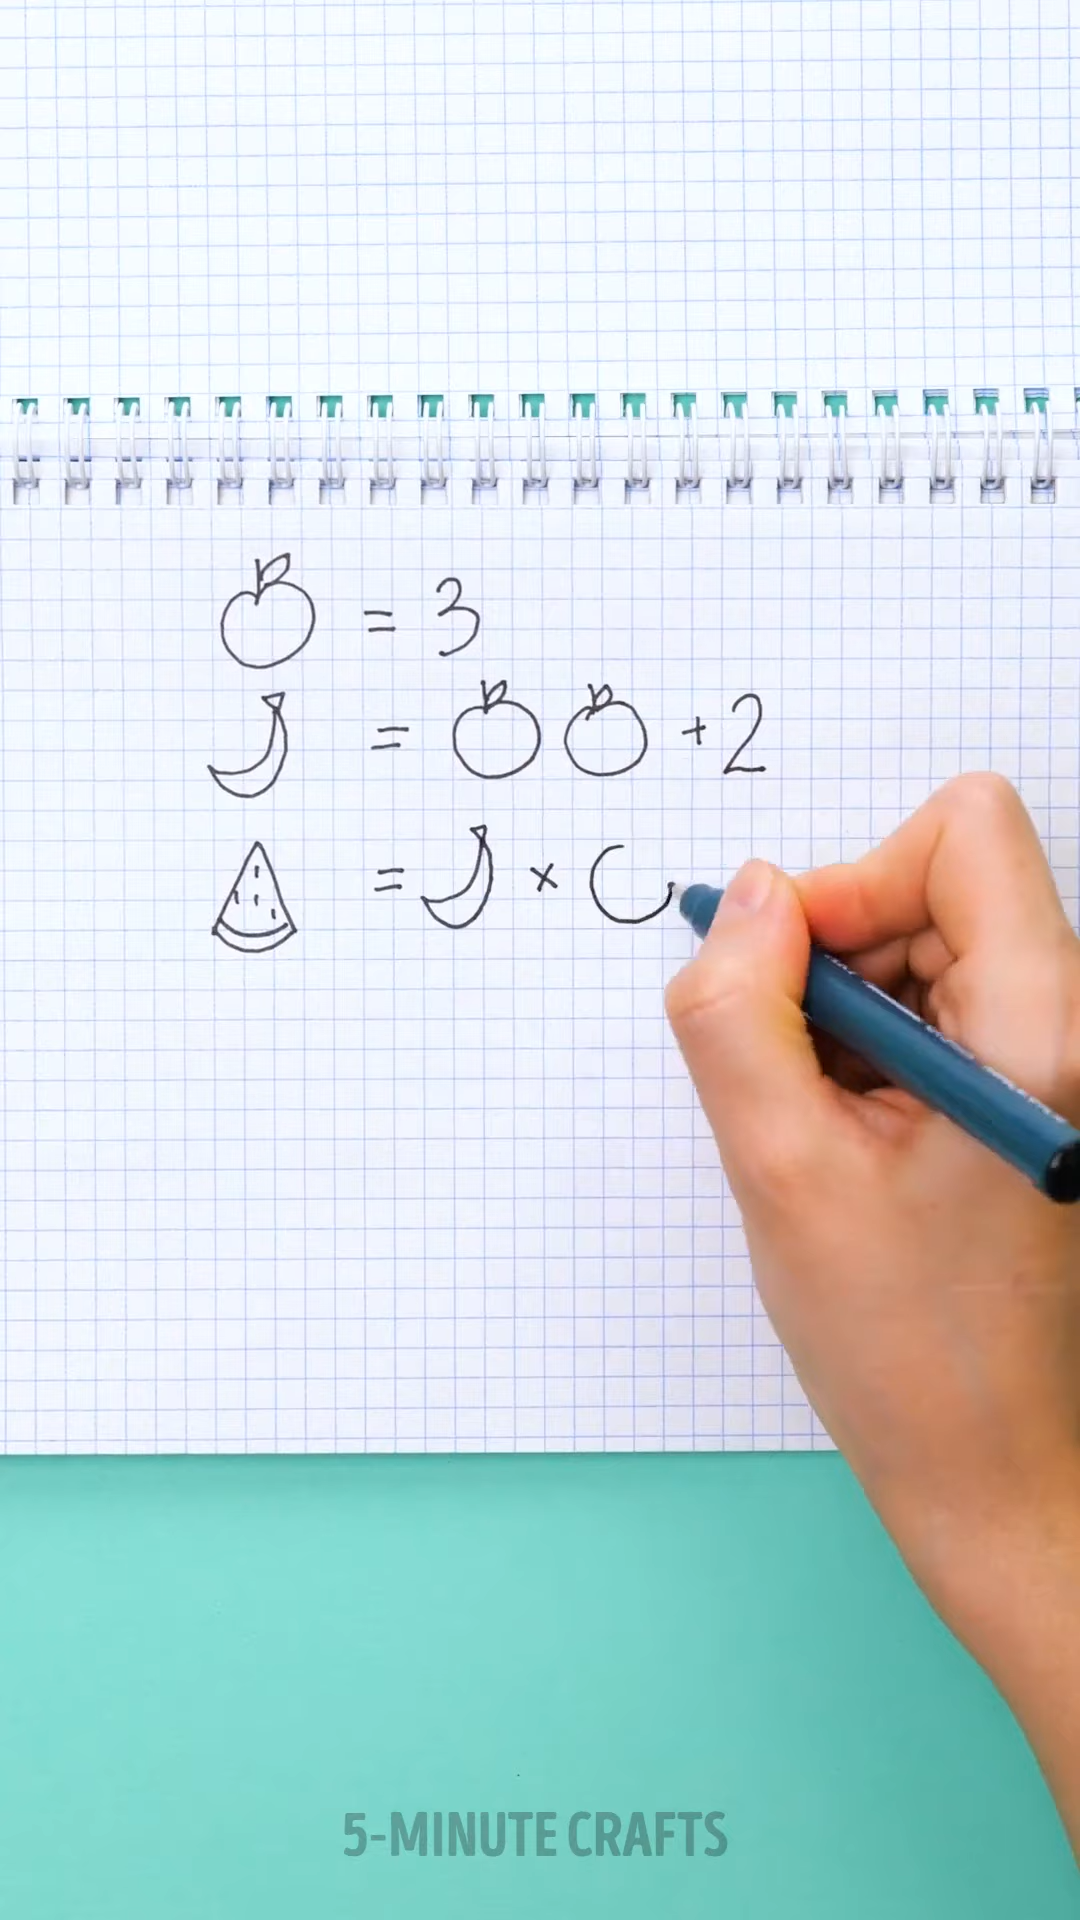 = 3
= + 2
= ×
5-MINUTE CRAFTS